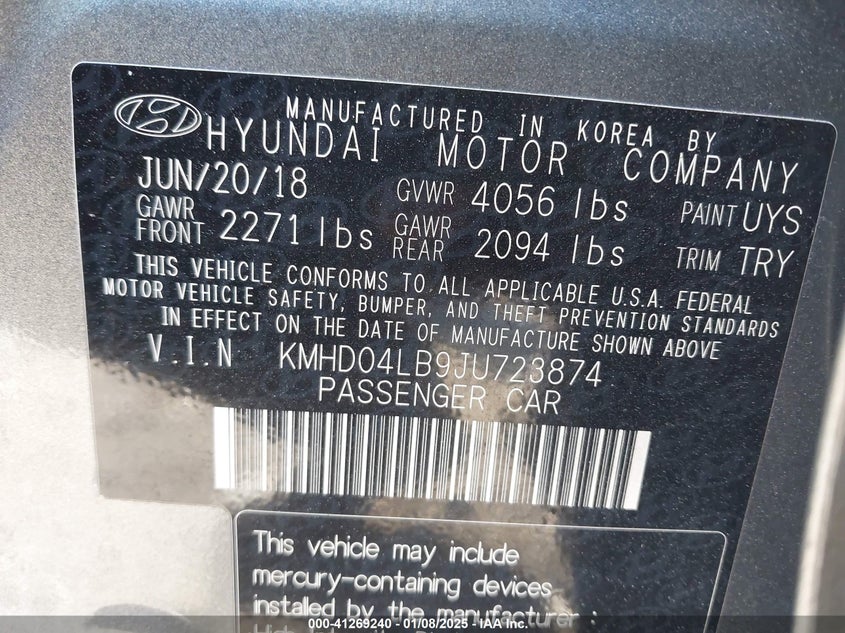 MANUFACTURED IN KOREA BY
HYUNDAI MOTOR COMPANY
JUN/20/18 GVWR 4056 lbs PAINT UYS
GAWR FRONT 2271 lbs GAWR REAR 2094 lbs TRIM TRY
THIS VEHICLE CONFORMS TO ALL APPLICABLE U.S.A. FEDERAL
MOTOR VEHICLE SAFETY, BUMPER, AND THEFT PREVENTION STANDARDS
IN EFFECT ON THE DATE OF MANUFACTURE SHOWN ABOVE
V.I.N KMHD04LB9JU723874
PASSENGER CAR
This vehicle may include
mercury-containing devices
installed by the manufacturer :
000-41269240 - 01/08/2025 - IAA Inc.